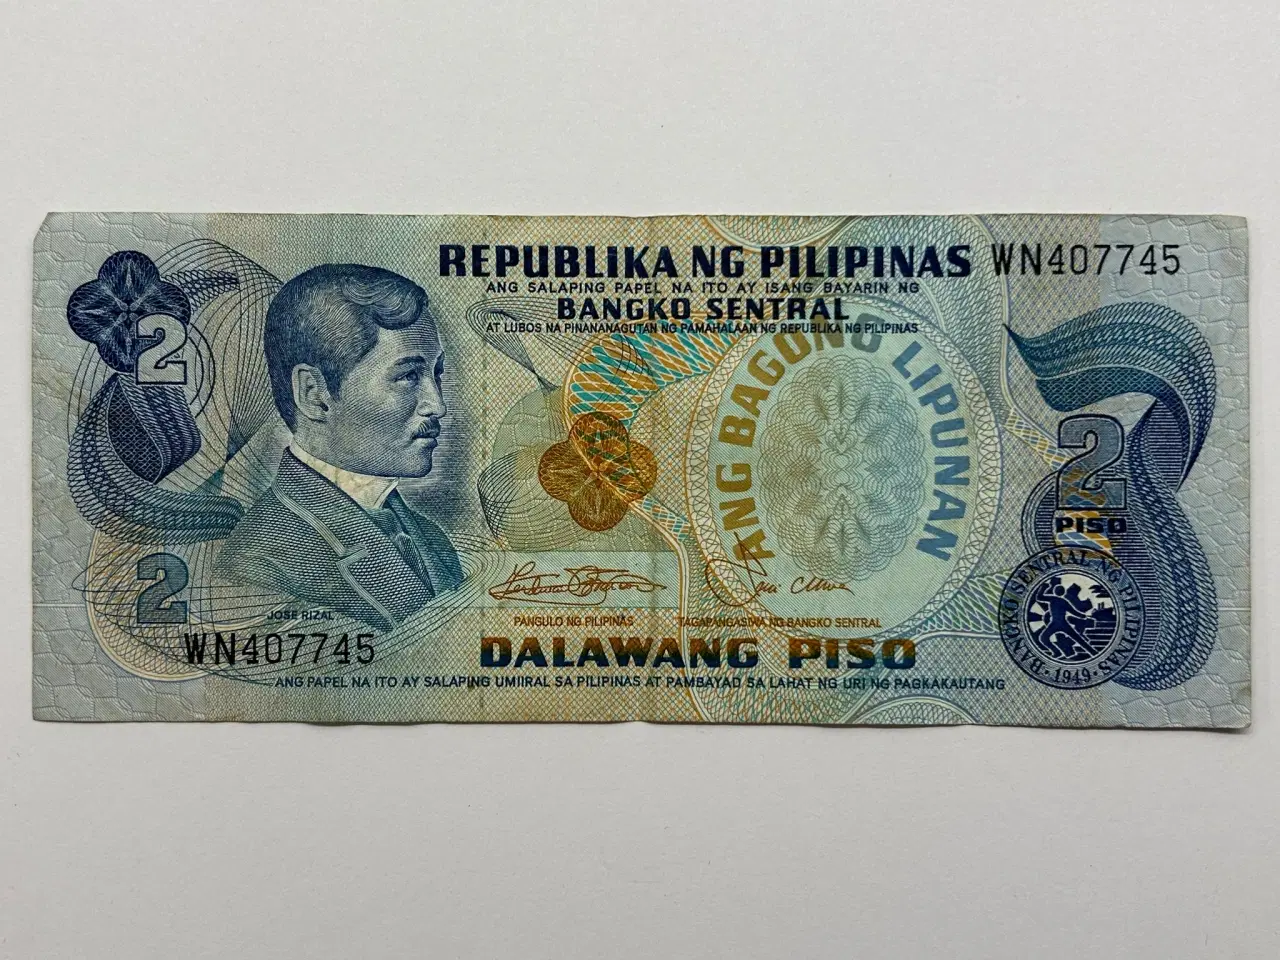 REPUBLIKA NG PILIPINAS
WN407745
ANG SALAPING PAPEL NA ITO AY ISANG BAYARIN NG
BANGKO SENTRAL
AT LUBOS NA PINANANAGUTAN NG PAMAHALAAN NG REPUBLIKA NG PILIPINAS
2
ANG BAGONG LIPUNAN
2
PISO
2
JOSE RIZAL
PANGULO NG PILIPINAS
TAGAPANGASIWA NG BANGKO SENTRAL
BANGKO SENTRAL NG PILIPINAS
1949
WN407745
DALAWANG PISO
ANG PAPEL NA ITO AY SALAPING UMIIRAL SA PILIPINAS AT PAMBAYAD SA LAHAT NG URI NG PAGKAKAUTANG